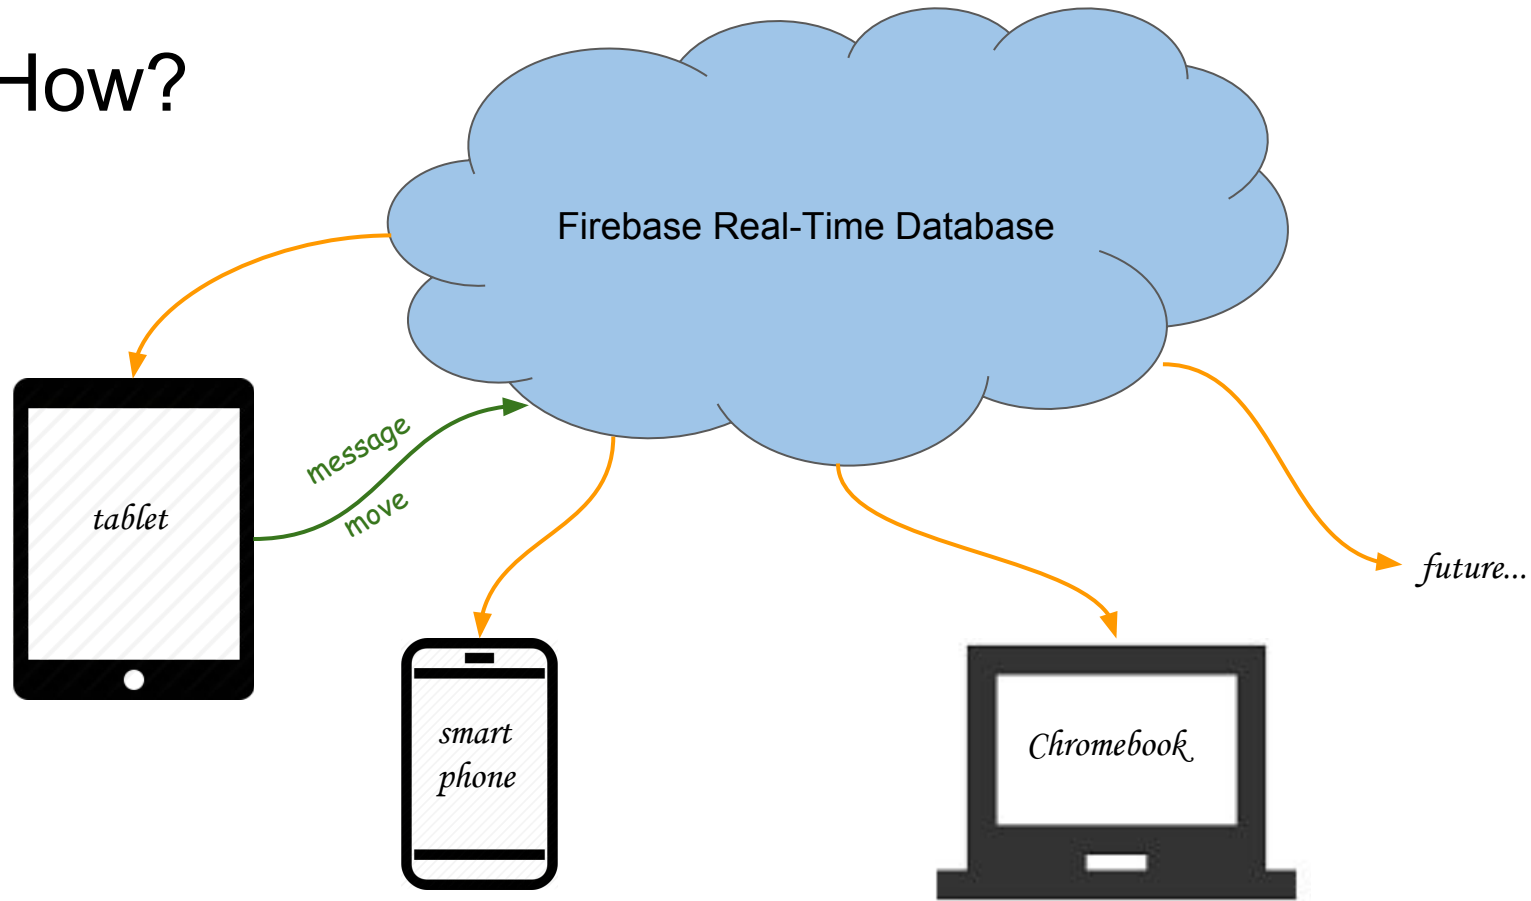 How?
Firebase Real-Time Database
message
move
tablet
future...
smart
phone
Chromebook